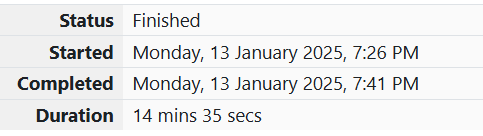 Status Finished
Started Monday, 13 January 2025, 7:26 PM
Completed Monday, 13 January 2025, 7:41 PM
Duration 14 mins 35 secs